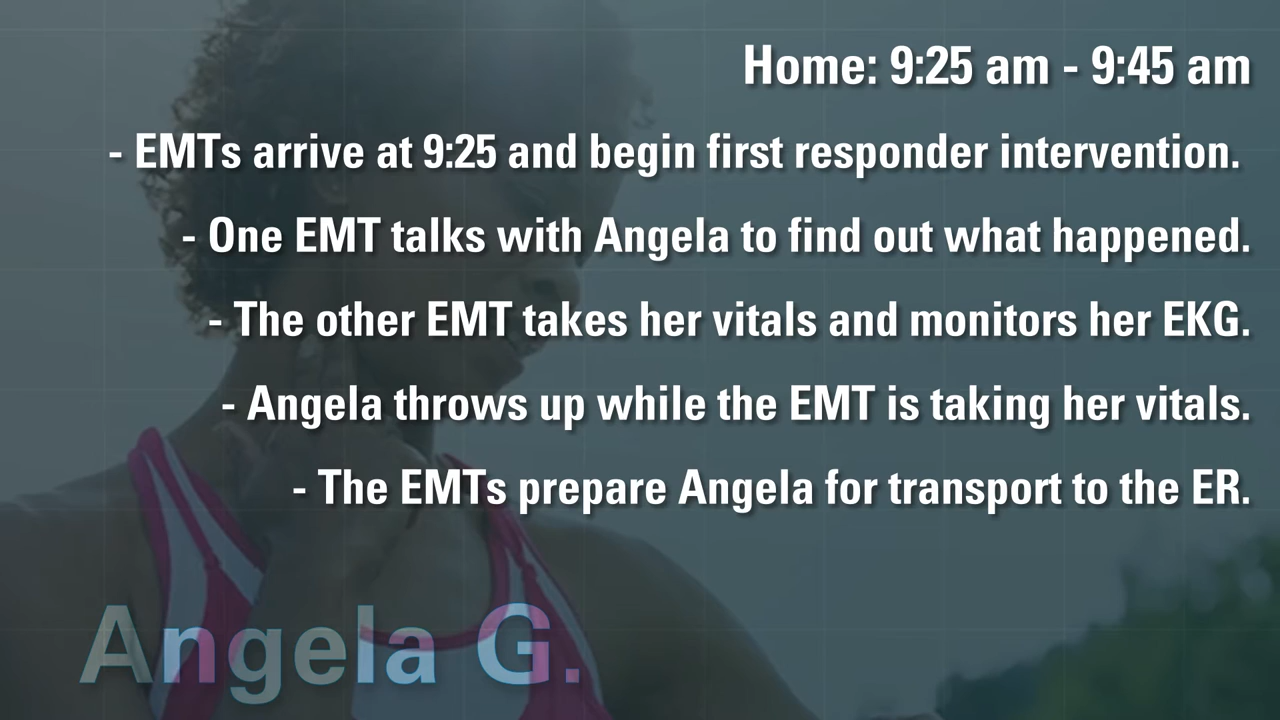 Home: 9:25 am - 9:45 am
- EMTs arrive at 9:25 and begin first responder intervention.
- One EMT talks with Angela to find out what happened.
- The other EMT takes her vitals and monitors her EKG.
- Angela throws up while the EMT is taking her vitals.
- The EMTs prepare Angela for transport to the ER.
Angela G.